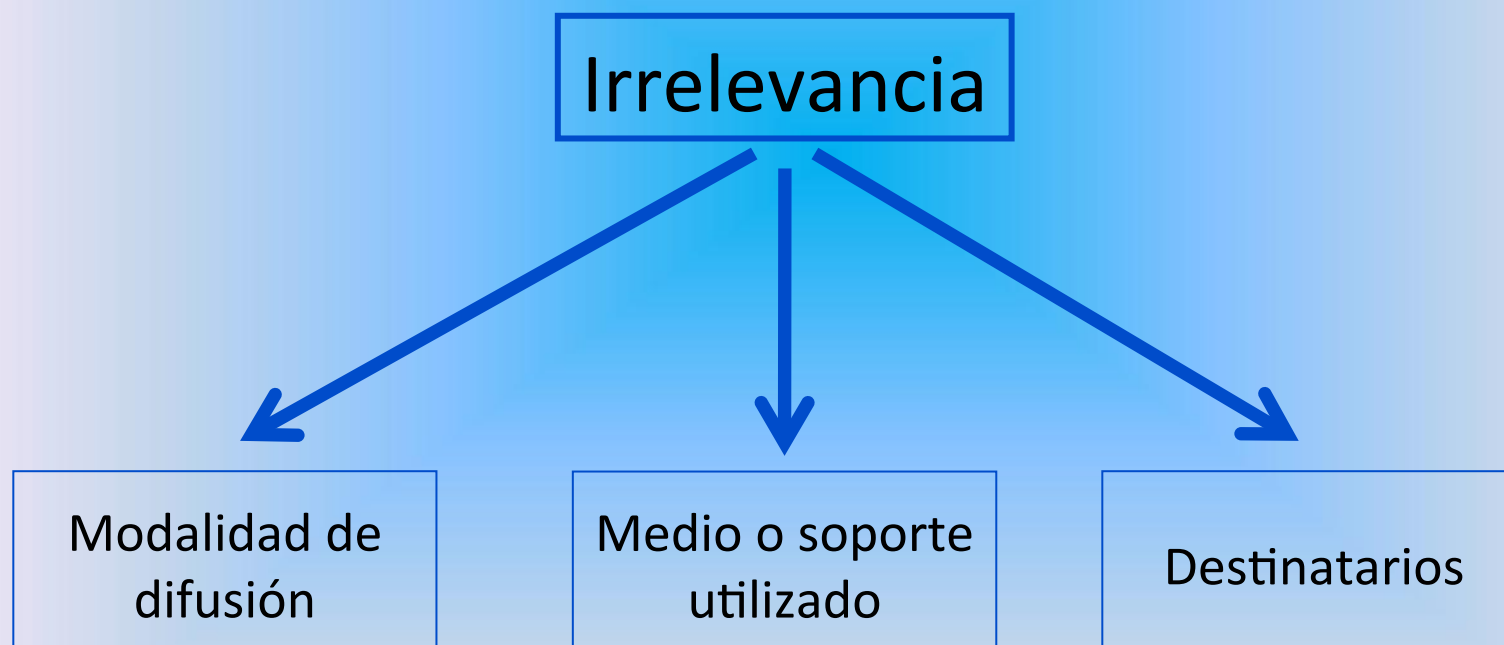 Irrelevancia
Modalidad de
difusión
Medio o soporte
utilizado
Destinatarios